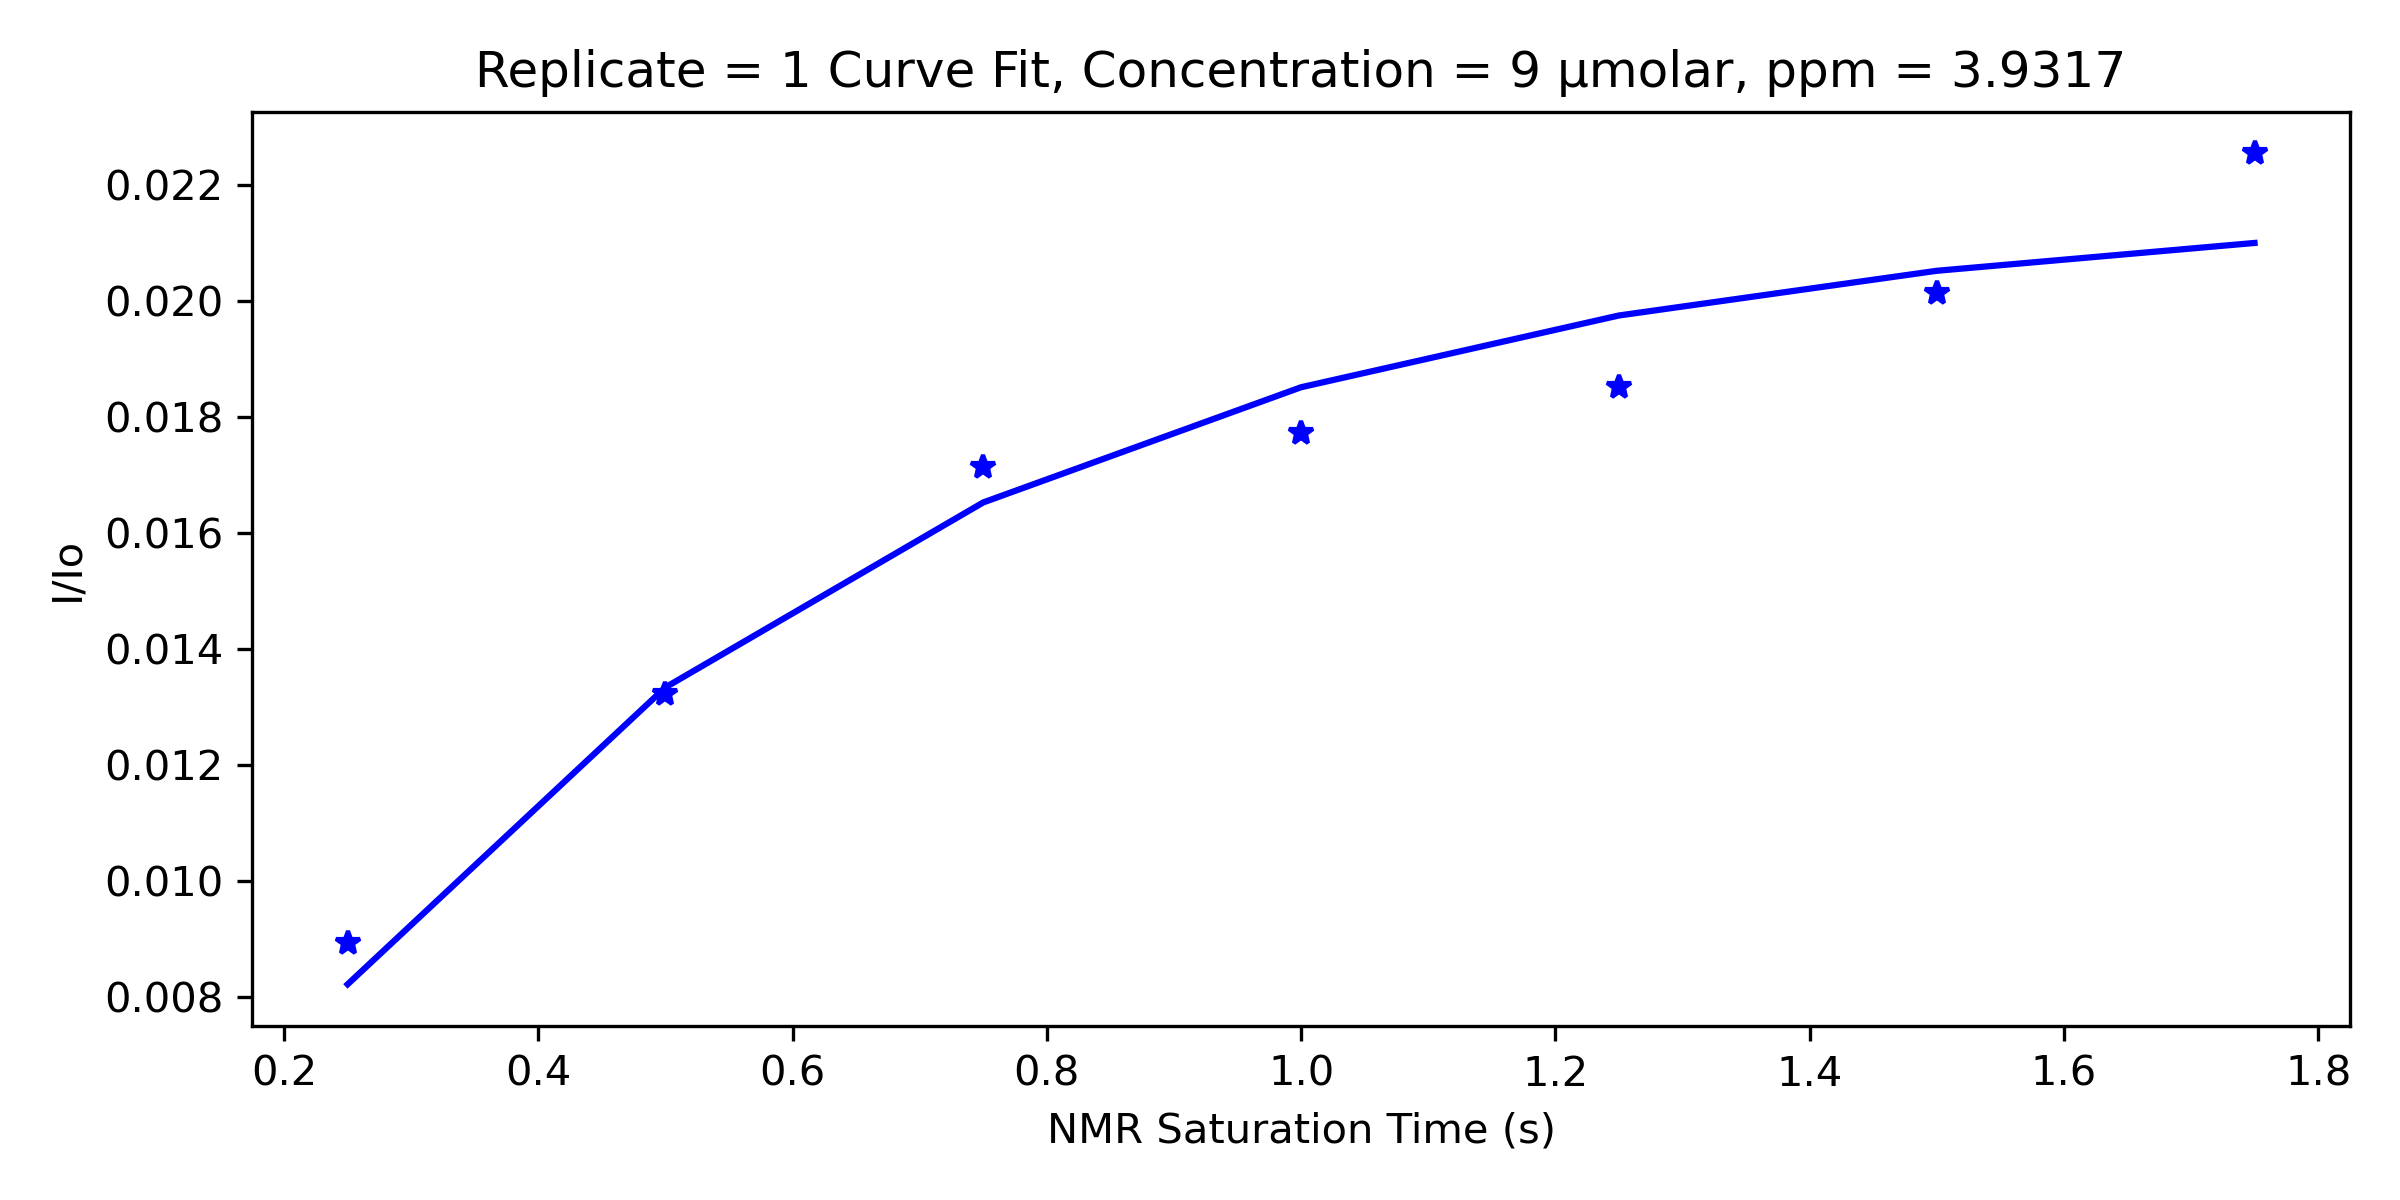 Replicate = 1 Curve Fit, Concentration = 9 µmolar, ppm = 3.9317
I/Io
0.022
0.020
0.018
0.016
0.014
0.012
0.010
0.008
0.2 0.4 0.6 0.8 1.0 1.2 1.4 1.6 1.8
NMR Saturation Time (s)